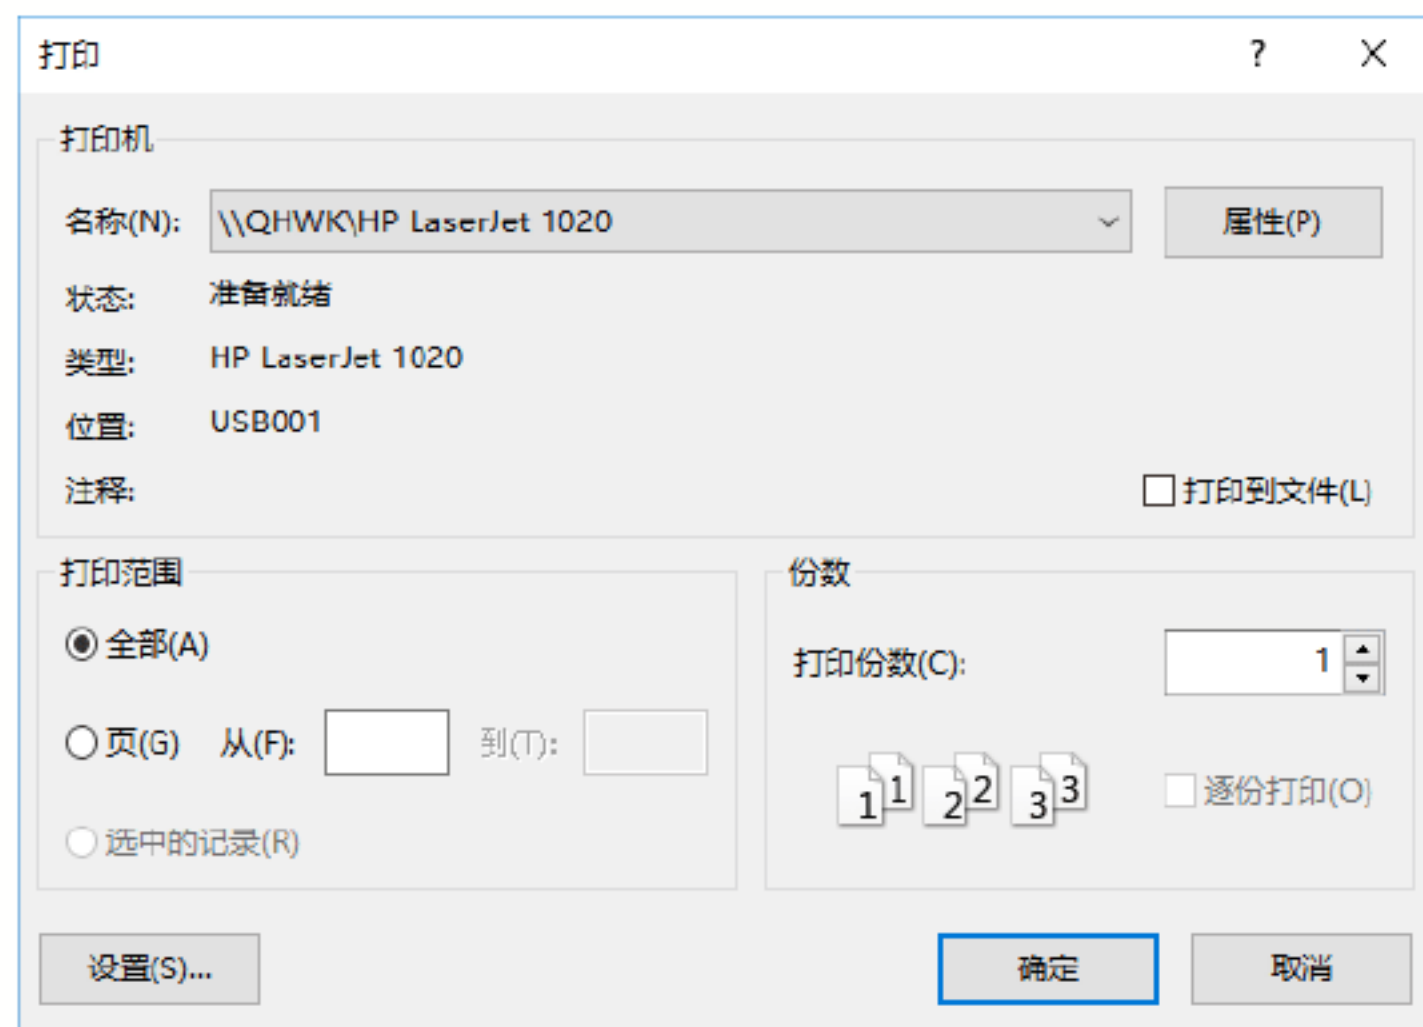 打印 ?
打印机
名称(N): \\QHWK\HP LaserJet 1020 属性(P)
状态: 准备就绪
类型: HP LaserJet 1020
位置: USB001
注释: 打印到文件(L)
打印范围
全部(A)
页(G) 从(F): 到(T):
选中的记录(R)
份数
打印份数(C): 1
1 1 2 2 3 3 逐份打印(O)
设置(S)... 确定 取消